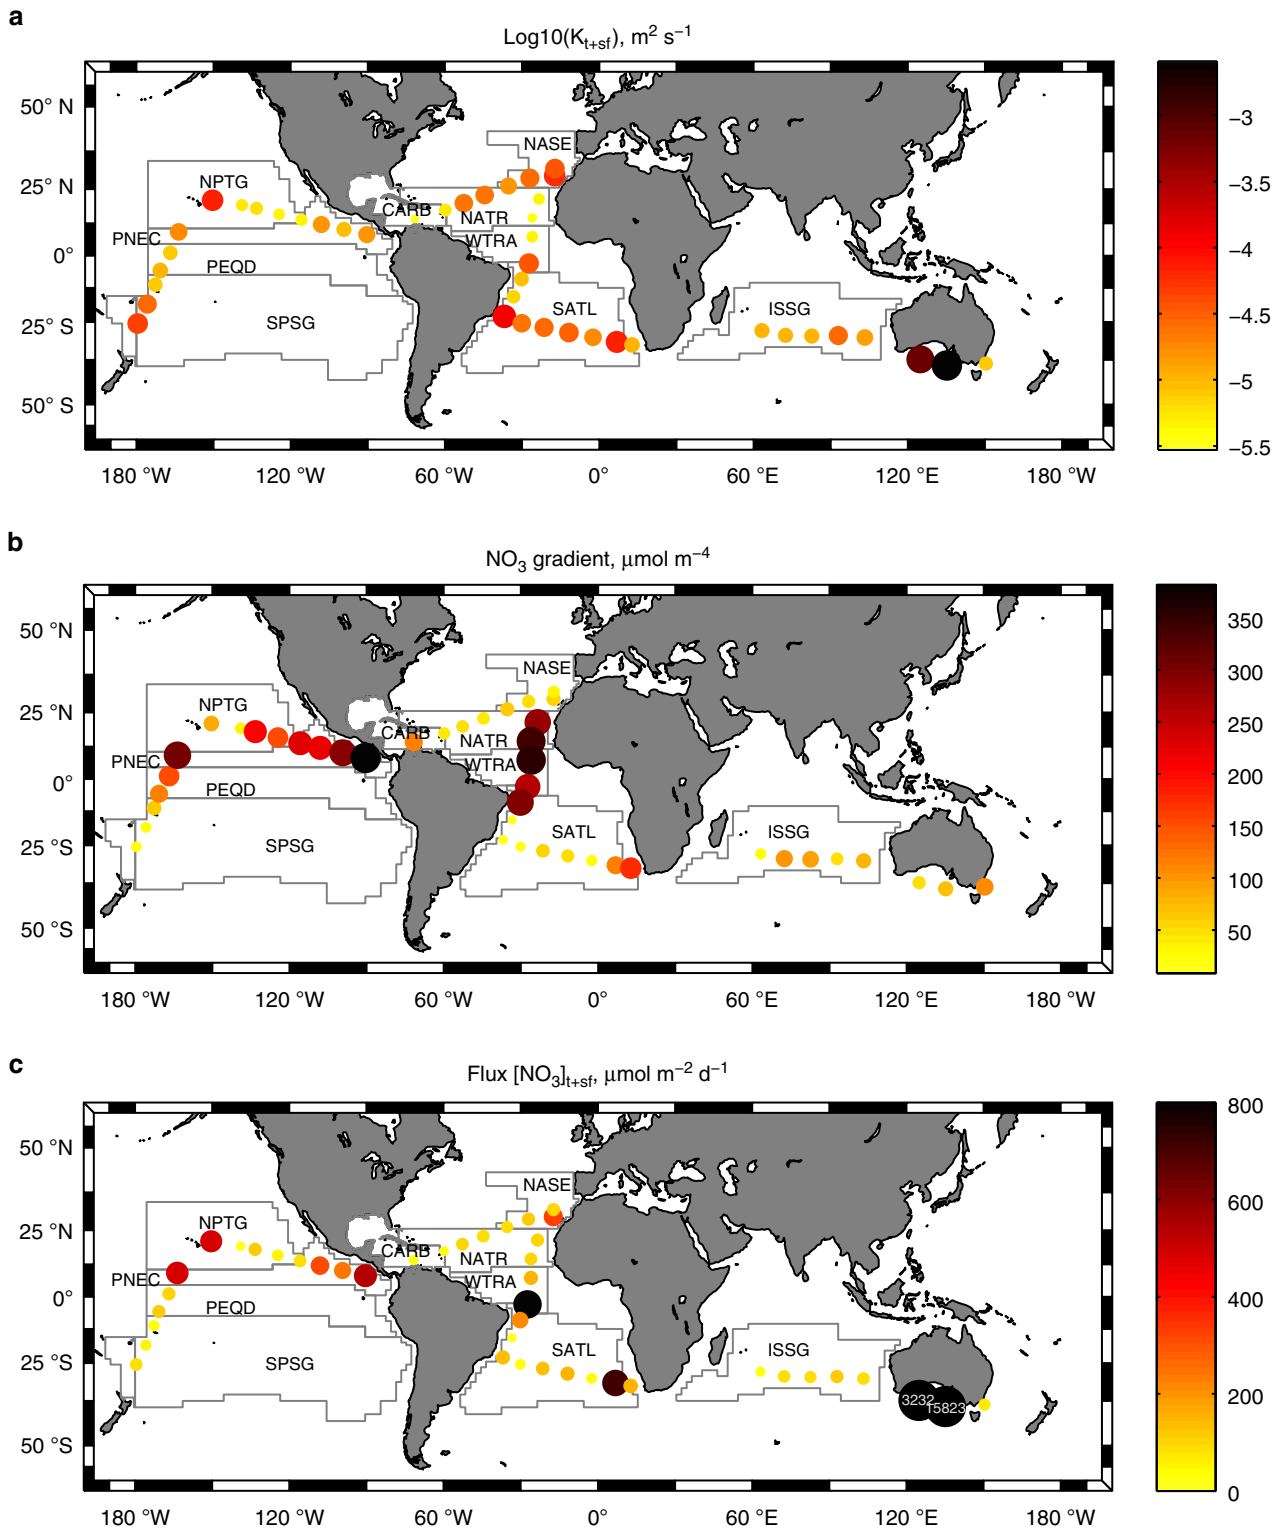 a
Log10(Kt+sf), m² s⁻¹
50° N
25° N
0°
25° S
50° S
NASE
NPTG
CARB
NATR
PNEC
WTRA
PEQD
SATL
ISSG
SPSG
−3
−3.5
−4
−4.5
−5
−5.5
180 °W
120 °W
60 °W
0°
60 °E
120 °E
180 °W
b
NO₃ gradient, µmol m⁻⁴
50 °N
25 °N
0°
25 °S
50 °S
NASE
NPTG
CARB
NATR
PNEC
WTRA
PEQD
SATL
ISSG
SPSG
350
300
250
200
150
100
50
180 °W
120 °W
60 °W
0°
60 °E
120 °E
180 °W
c
Flux [NO₃]t+sf, µmol m⁻² d⁻¹
50 °N
25 °N
0°
25 °S
50 °S
NASE
NPTG
CARB
NATR
PNEC
WTRA
PEQD
SATL
ISSG
SPSG
3232
15823
800
600
400
200
0
180 °W
120 °W
60 °W
0°
60 °E
120 °E
180 °W